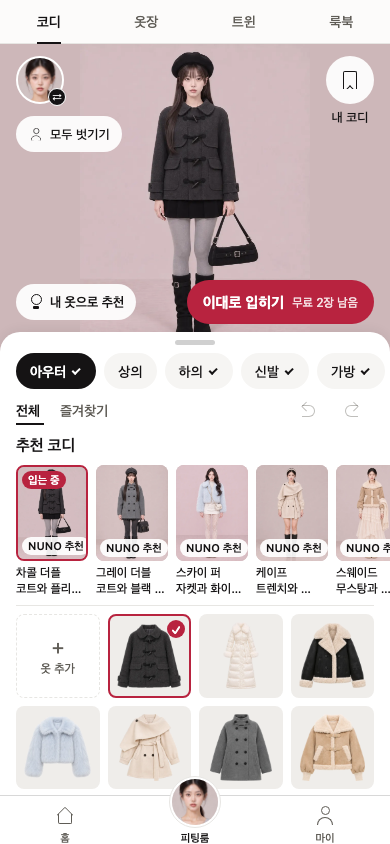 코디
옷장
트윈
룩북
모두 벗기기
내 코디
내 옷으로 추천
이대로 입히기 무료 2장 남음
아우터
상의
하의
신발
가방
전체
즐겨찾기
추천 코디
입는 중
NUNO 추천
NUNO 추천
NUNO 추천
NUNO 추천
NUNO 추
차콜 더플
코트와 플리...
그레이 더블
코트와 블랙 ...
스카이 퍼
자켓과 화이...
케이프
트렌치와 ...
스웨이드
무스탕과 ...
+
옷 추가
홈
피팅룸
마이